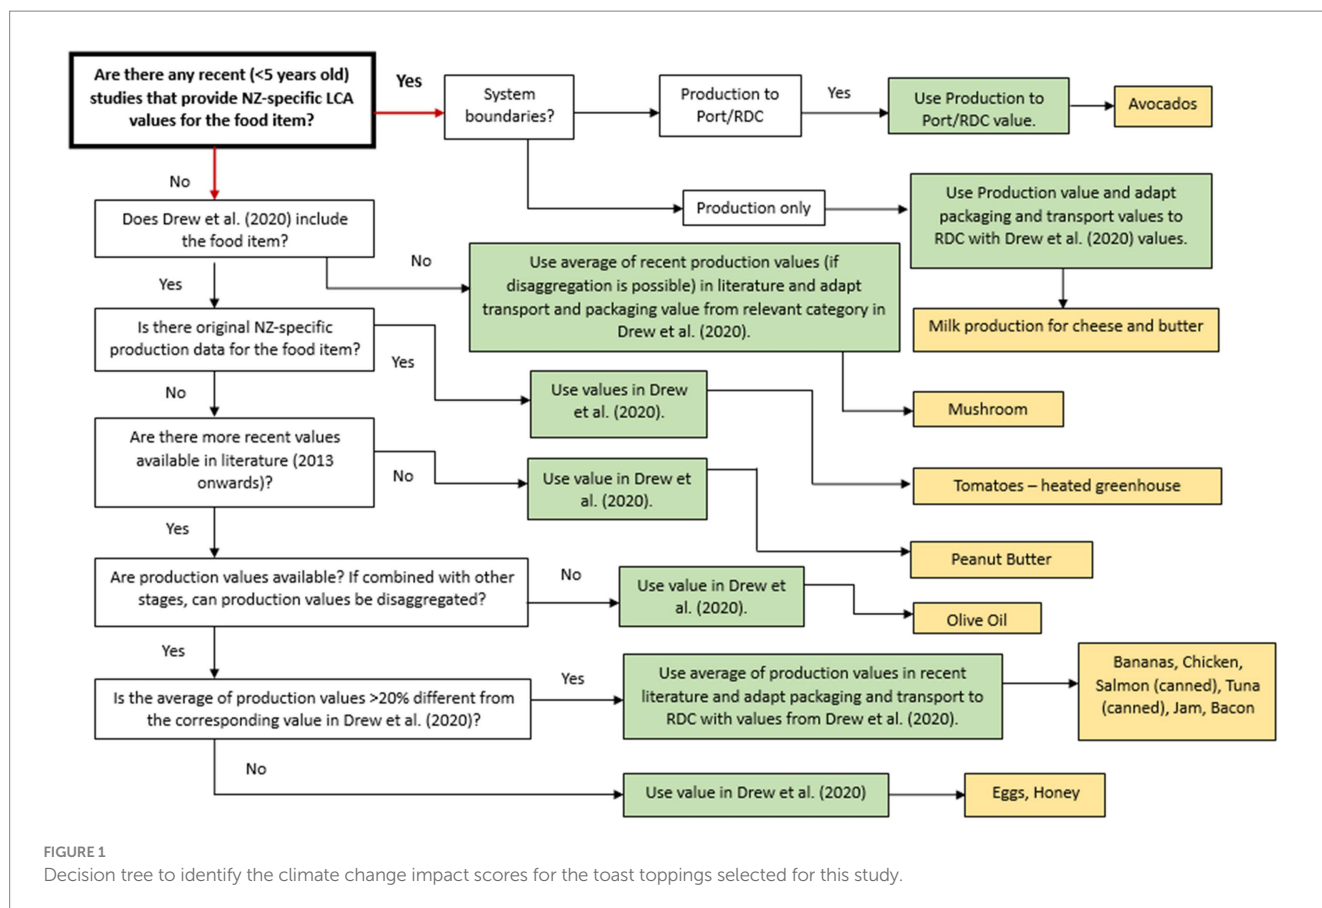 Are there any recent (<5 years old)
studies that provide NZ-specific LCA
values for the food item?
Yes
System
boundaries?
Production to
Port/RDC
Yes
Use Production to
Port/RDC value.
Avocados
No
Production only
Use Production value and adapt
packaging and transport values to
RDC with Drew et al. (2020) values.
Does Drew et al. (2020) include
the food item?
No
Use average of recent production values (if
disaggregation is possible) in literature and adapt
transport and packaging value from relevant category in
Drew et al. (2020).
Yes
Milk production for cheese and butter
Is there original NZ-specific
production data for the food item?
Yes
Use values in Drew
et al. (2020).
Mushroom
No
Are there more recent values
available in literature (2013
onwards)?
No
Use value in Drew et
al. (2020).
Tomatoes – heated greenhouse
Yes
Peanut Butter
Are production values available? If combined with other
stages, can production values be disaggregated?
No
Use value in Drew et
al. (2020).
Olive Oil
Yes
Is the average of production values >20% different from
the corresponding value in Drew et al. (2020)?
Yes
Use average of production values in recent
literature and adapt packaging and transport to
RDC with values from Drew et al. (2020).
Bananas, Chicken,
Salmon (canned), Tuna
(canned), Jam, Bacon
No
Use value in Drew et al. (2020)
Eggs, Honey
FIGURE 1
Decision tree to identify the climate change impact scores for the toast toppings selected for this study.